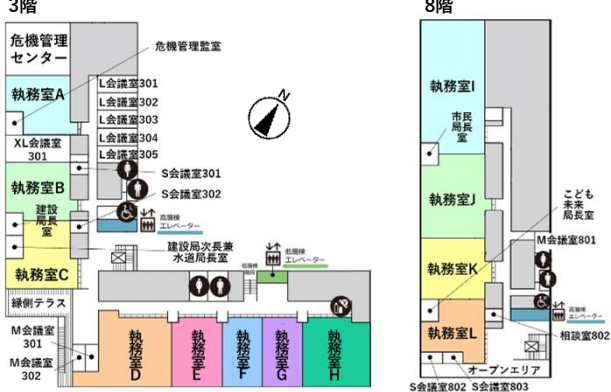 3階
危機管理
センター
危機管理監室
執務室A
L会議室301
L会議室302
L会議室303
L会議室304
L会議室305
XL会議室
301
S会議室301
執務室B
S会議室302
建設
局長
室
高層棟
エレベーター
建設局次長兼
水道局長室
低層棟
エレベーター
執務室C
縁側テラス
M会議室
301
M会議室
302
執務室D
執務室E
執務室F
執務室G
執務室H
N
8階
執務室I
市民
局長
室
執務室J
こども
未来
局長室
M会議室801
執務室K
高層棟
エレベーター
執務室L
相談室802
オープンエリア
S会議室802
S会議室803